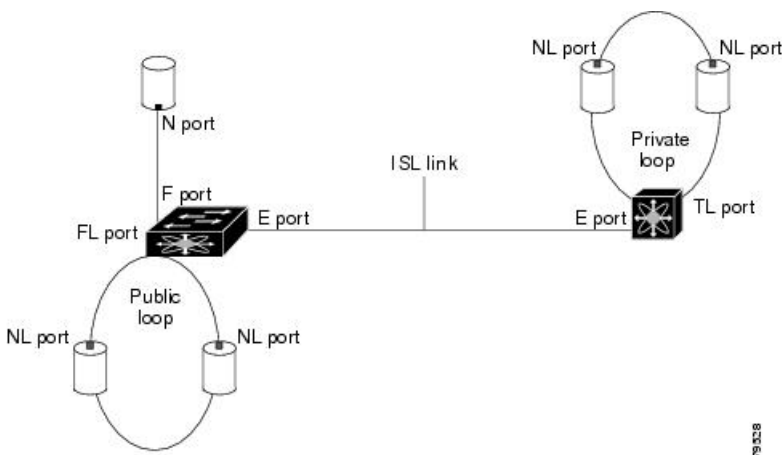 NL port
NL port
N port
Private
loop
ISL link
F port
FL port
E port
E port
TL port
Public
loop
NL port
NL port
79528